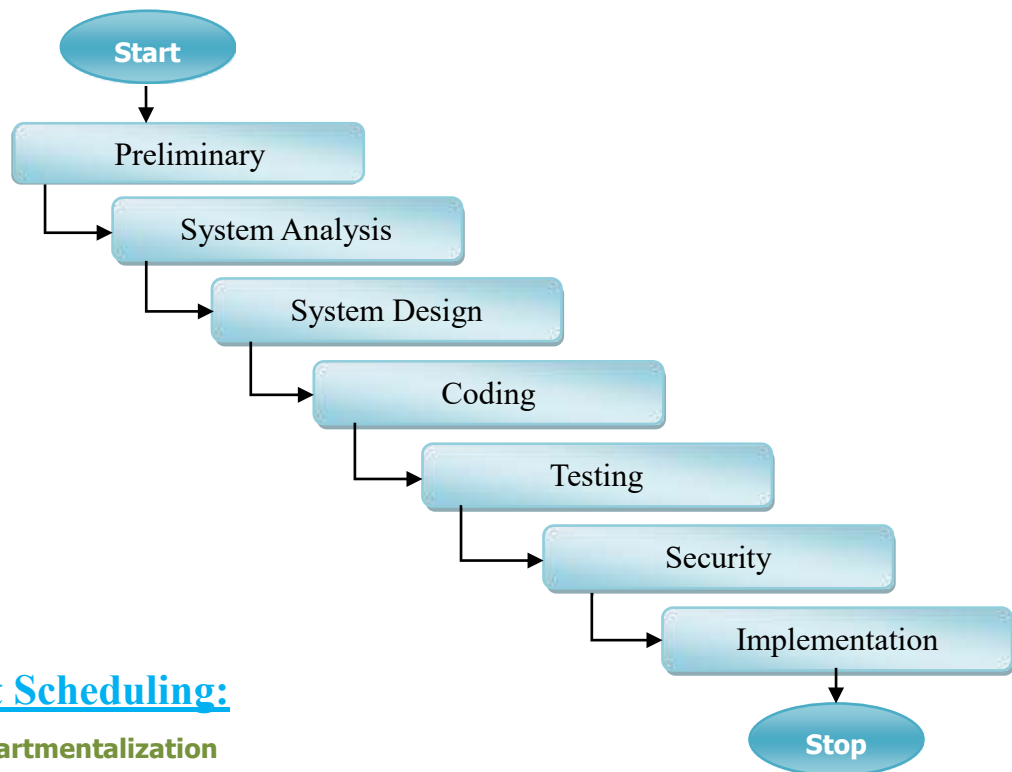 Start
Preliminary
System Analysis
System Design
Coding
Testing
Security
Implementation
t Scheduling:
artmentalization
Stop